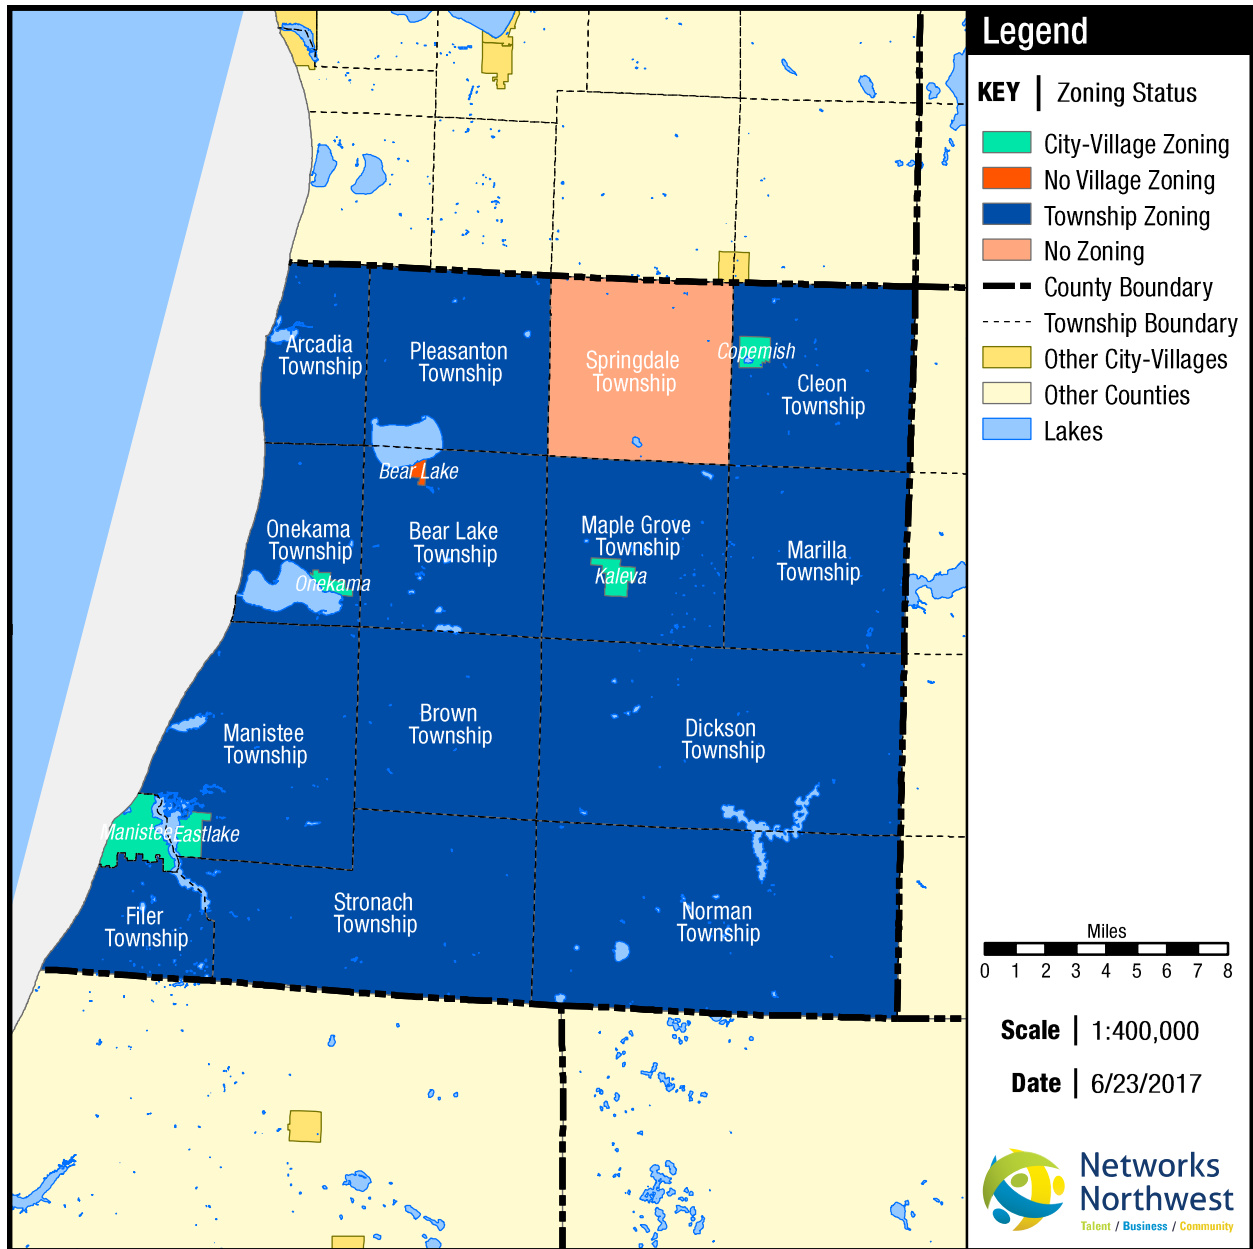 Legend
KEY | Zoning Status
City-Village Zoning
No Village Zoning
Township Zoning
No Zoning
County Boundary
Township Boundary
Other City-Villages
Other Counties
Lakes
Arcadia
Township
Pleasanton
Township
Springdale
Township
Copemish
Cleon
Township
Bear Lake
Onekama
Township
Onekama
Bear Lake
Township
Maple Grove
Township
Kaleva
Marilla
Township
Manistee
Township
Brown
Township
Dickson
Township
Manistee
Eastlake
Filer
Township
Stronach
Township
Norman
Township
Miles
0 1 2 3 4 5 6 7 8
Scale | 1:400,000
Date | 6/23/2017
Networks
Northwest
Talent / Business / Community